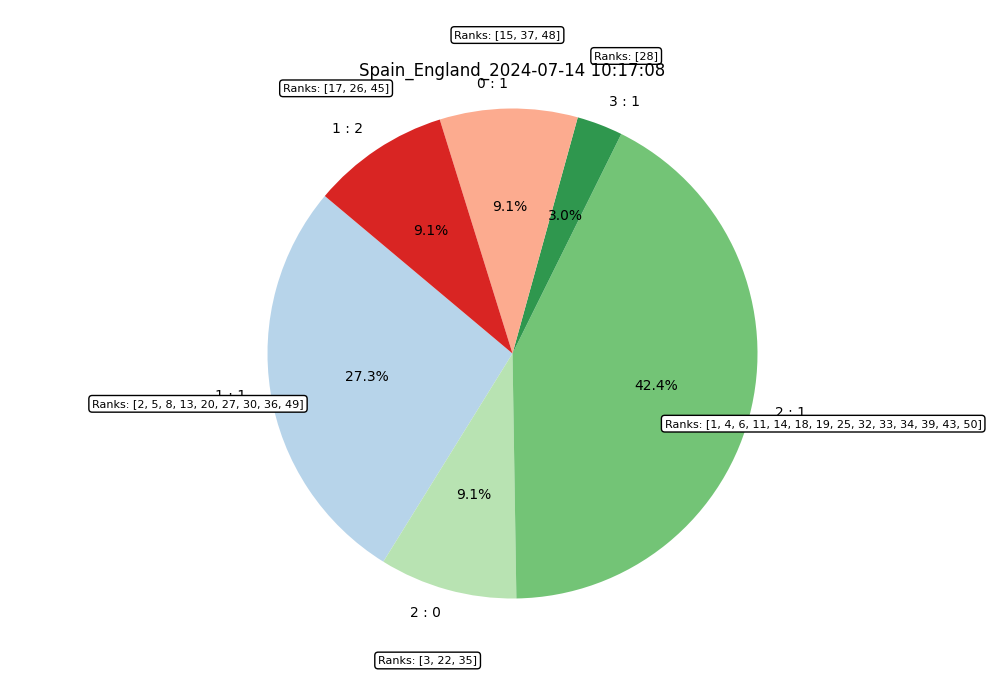 Ranks: [15, 37, 48]
Ranks: [28]
Spain_England_2024-07-14 10:17:08
0 : 1
Ranks: [17, 26, 45]
3 : 1
1 : 2
9.1%
3.0%
9.1%
27.3%
42.4%
1 : 1
Ranks: [2, 5, 8, 13, 20, 27, 30, 36, 49]
2 : 1
Ranks: [1, 4, 6, 11, 14, 18, 19, 25, 32, 33, 34, 39, 43, 50]
9.1%
2 : 0
Ranks: [3, 22, 35]